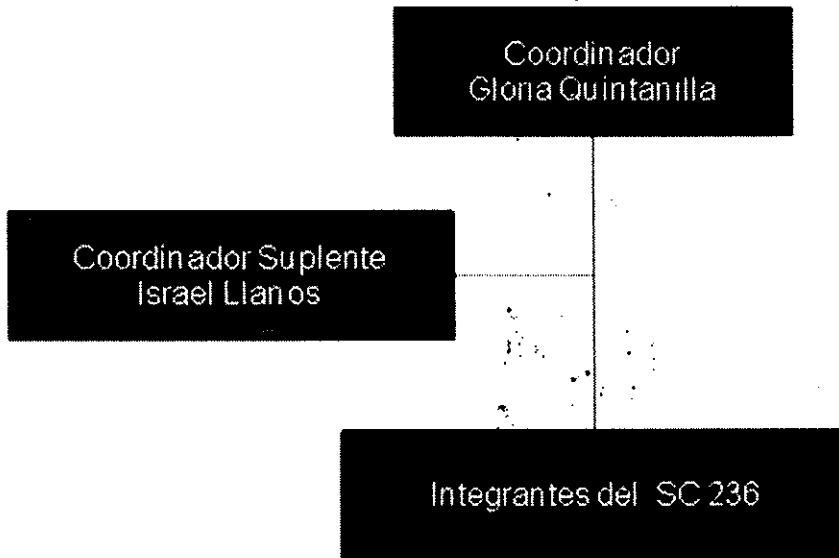 Coordinador
Gloria Quintanilla
Coordinador Suplente
Israel Llanos
Integrantes del SC 236